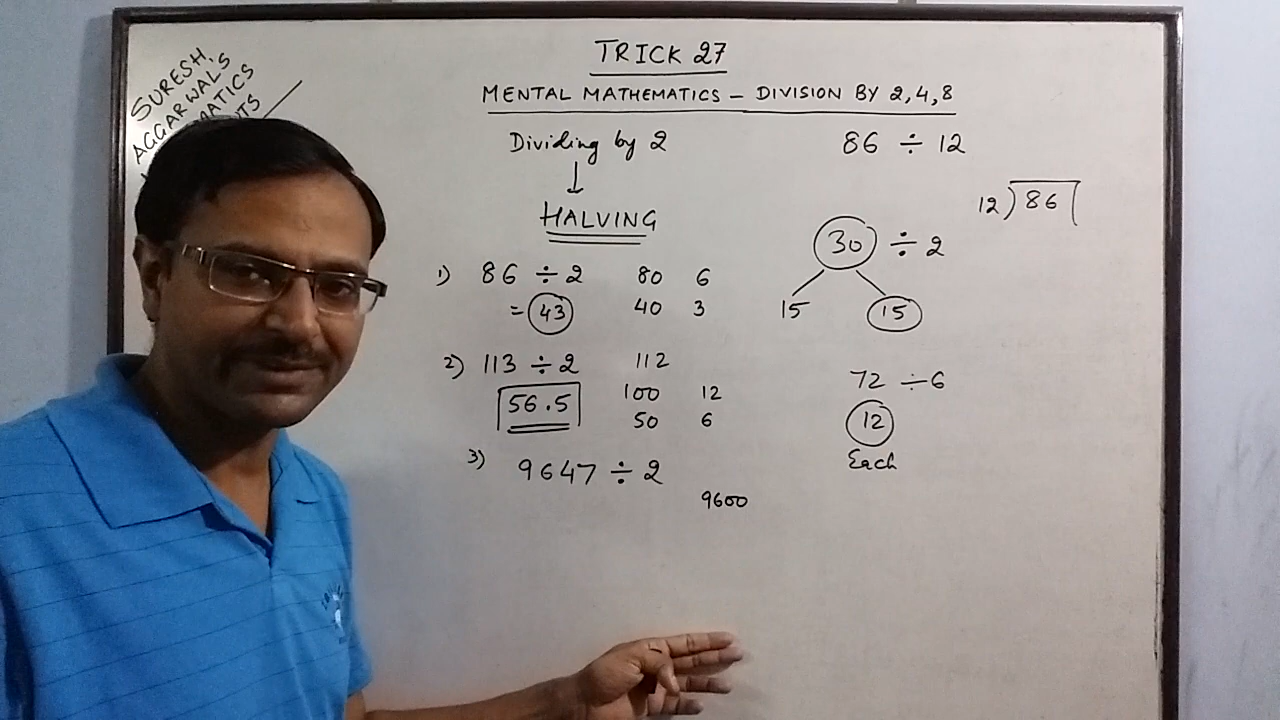 SURESH
AGGARWAL'S
TRICK 27
MENTAL MATHEMATICS – DIVISION BY 2, 4, 8
Dividing by 2
↓
HALVING
1) 86 ÷ 2 80 6
= 43 40 3
2) 113 ÷ 2 112
56.5 100 12
50 6
3) 9647 ÷ 2
9600
86 ÷ 12
12 ) 86
30 ÷ 2
15 15
72 ÷ 6
12
Each